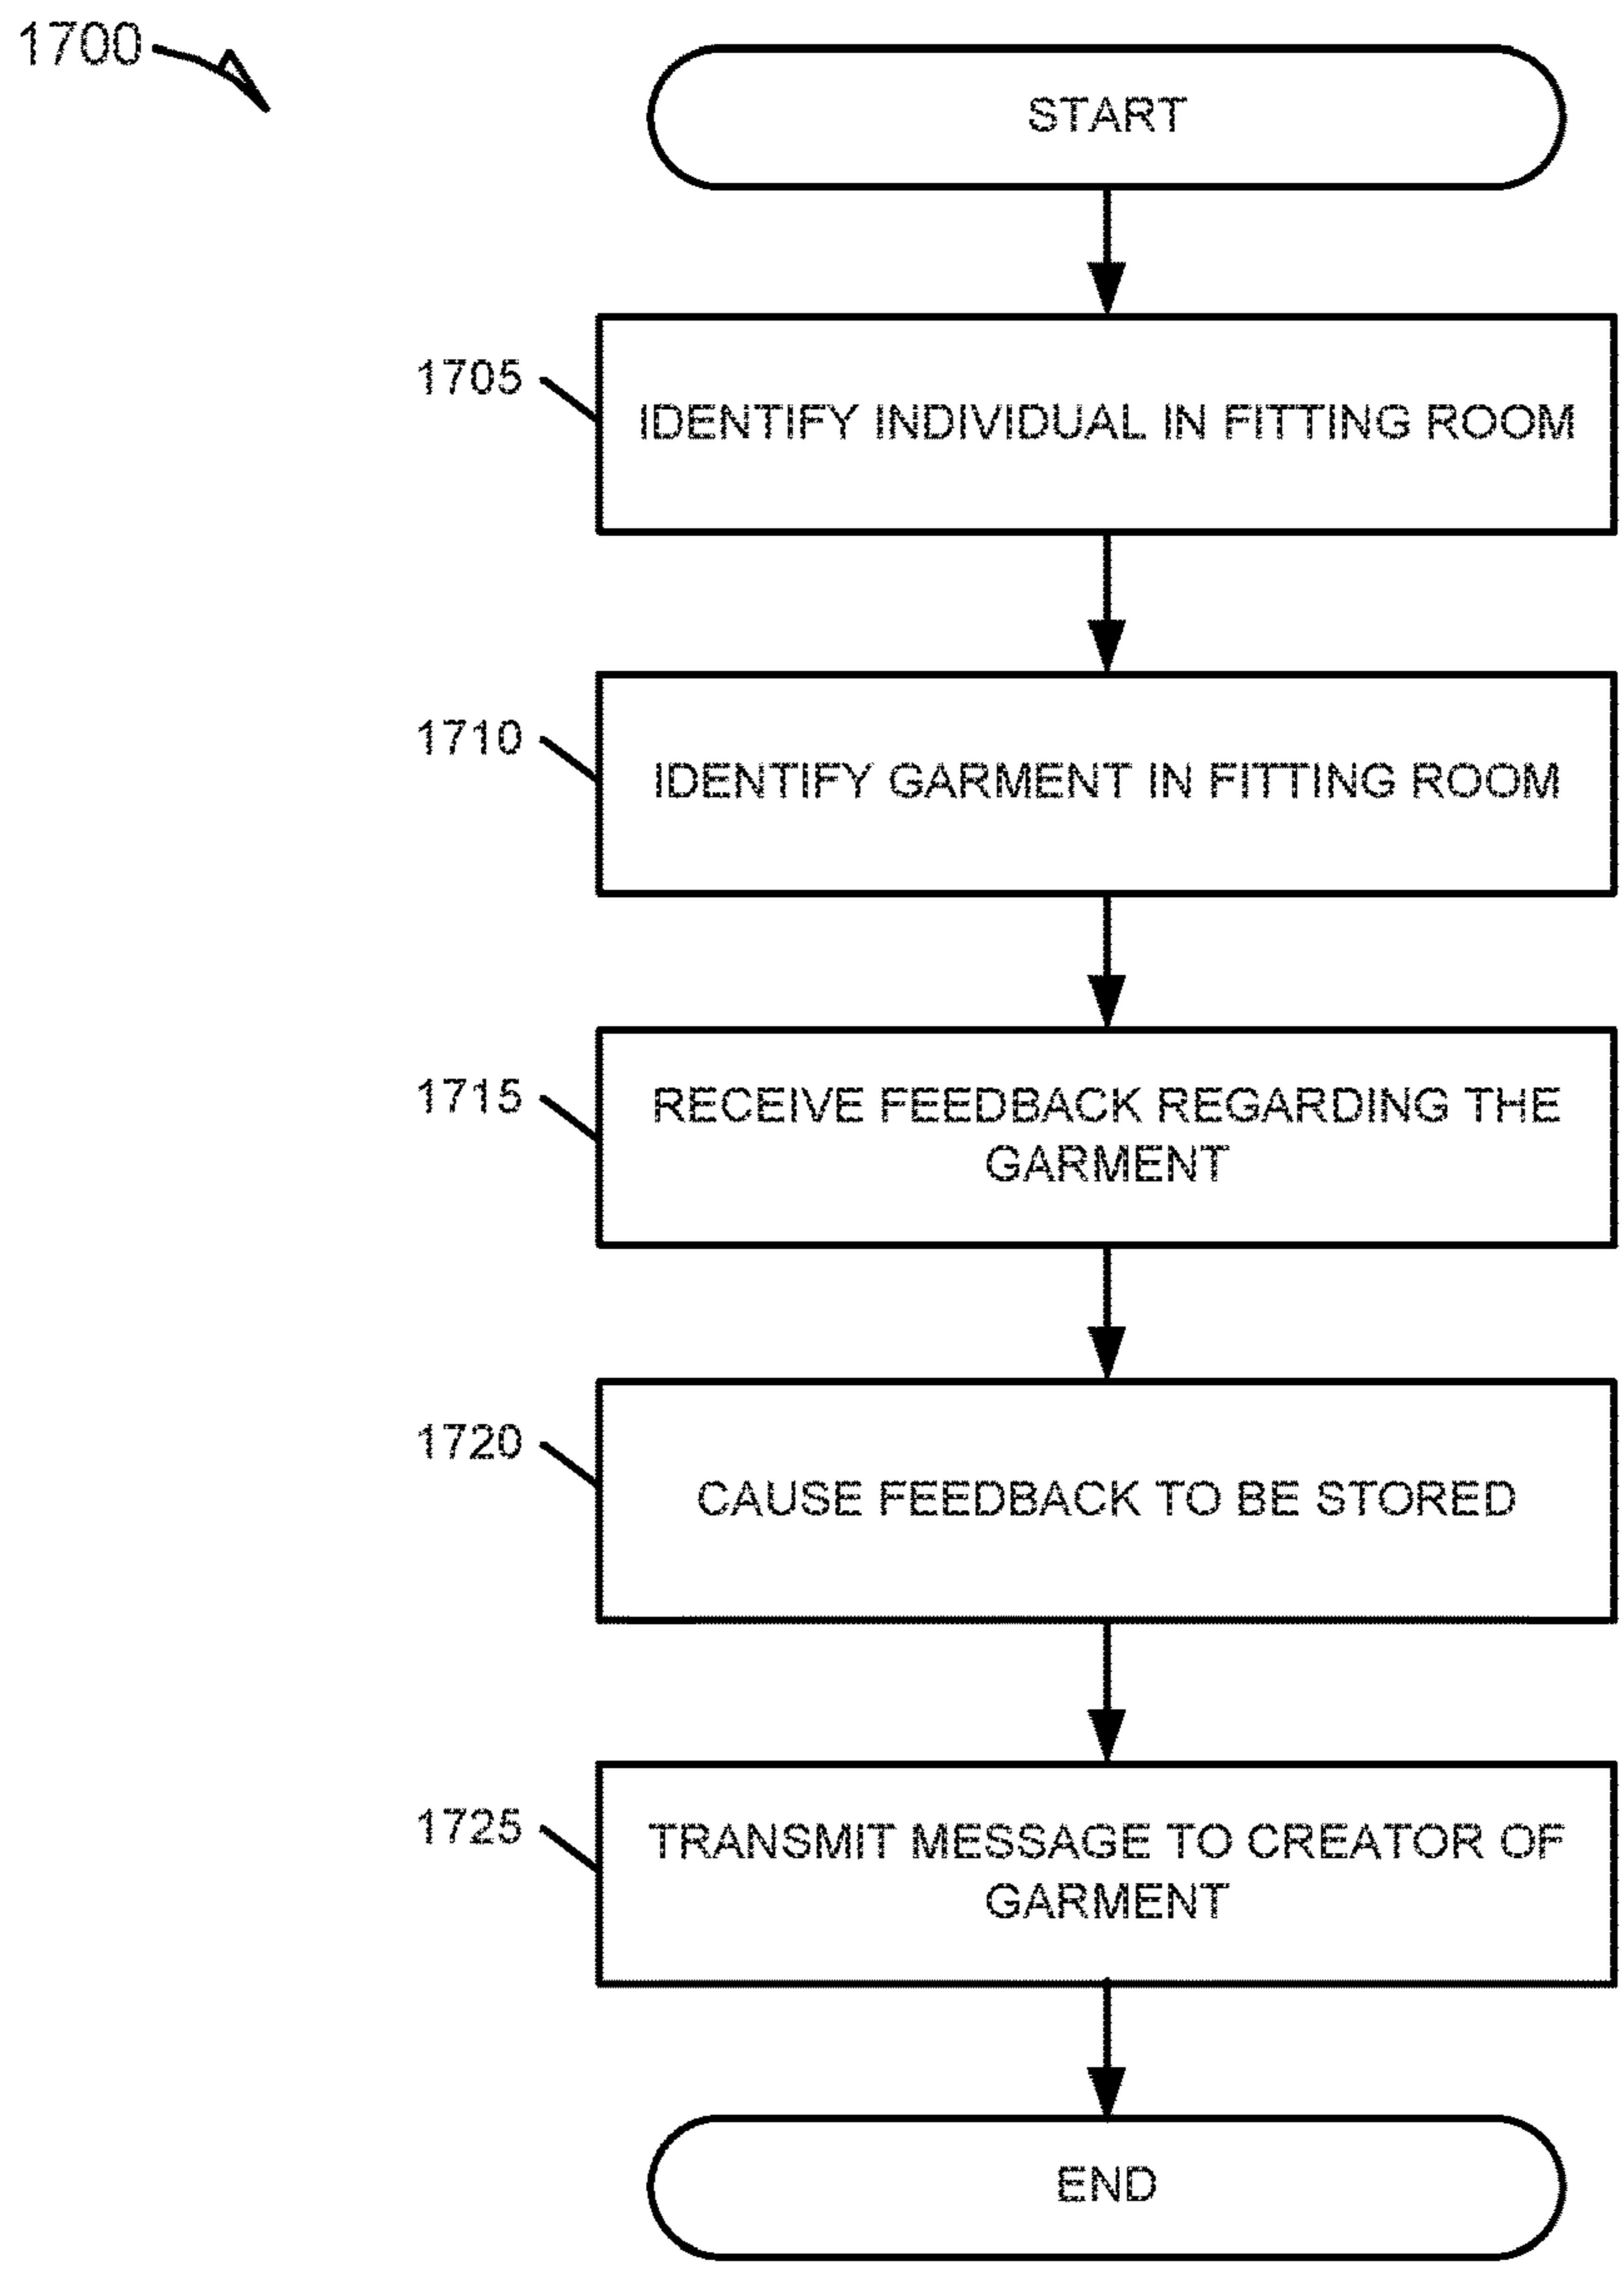 1700
START
1705
IDENTIFY INDIVIDUAL IN FITTING ROOM
1710
IDENTIFY GARMENT IN FITTING ROOM
1715
RECEIVE FEEDBACK REGARDING THE
GARMENT
1720
CAUSE FEEDBACK TO BE STORED
1725
TRANSMIT MESSAGE TO CREATOR OF
GARMENT
END